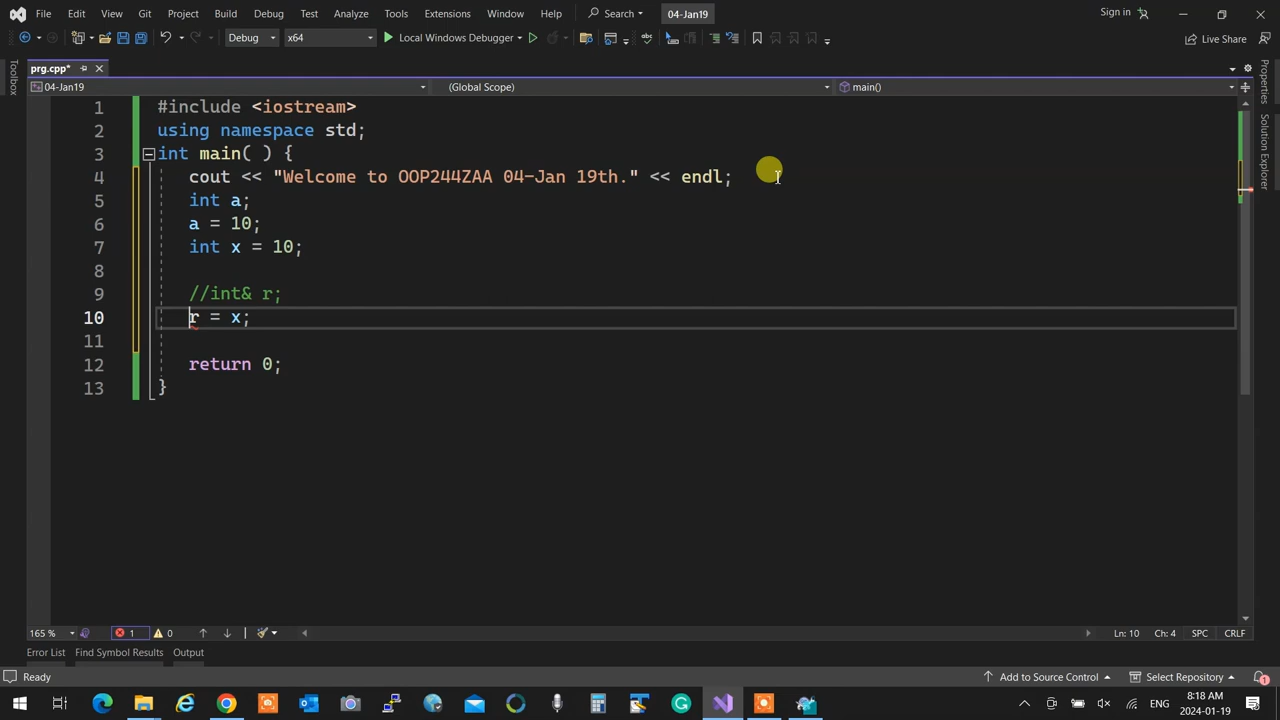 File Edit View Git Project Build Debug Test Analyze Tools Extensions Window Help Search 04-Jan19 Sign in
Debug x64 Local Windows Debugger Live Share
prg.cpp*
04-Jan19 (Global Scope) main()
Toolbox
Properties
Solution Explorer
1 #include <iostream>
2 using namespace std;
3 int main( ) {
4 cout << "Welcome to OOP244ZAA 04-Jan 19th." << endl;
5 int a;
6 a = 10;
7 int x = 10;
8
9 //int& r;
10 r = x;
11
12 return 0;
13 }
165 % 1 0 Ln: 10 Ch: 4 SPC CRLF
Error List Find Symbol Results Output
Ready Add to Source Control Select Repository 1
ENG 8:18 AM
2024-01-19